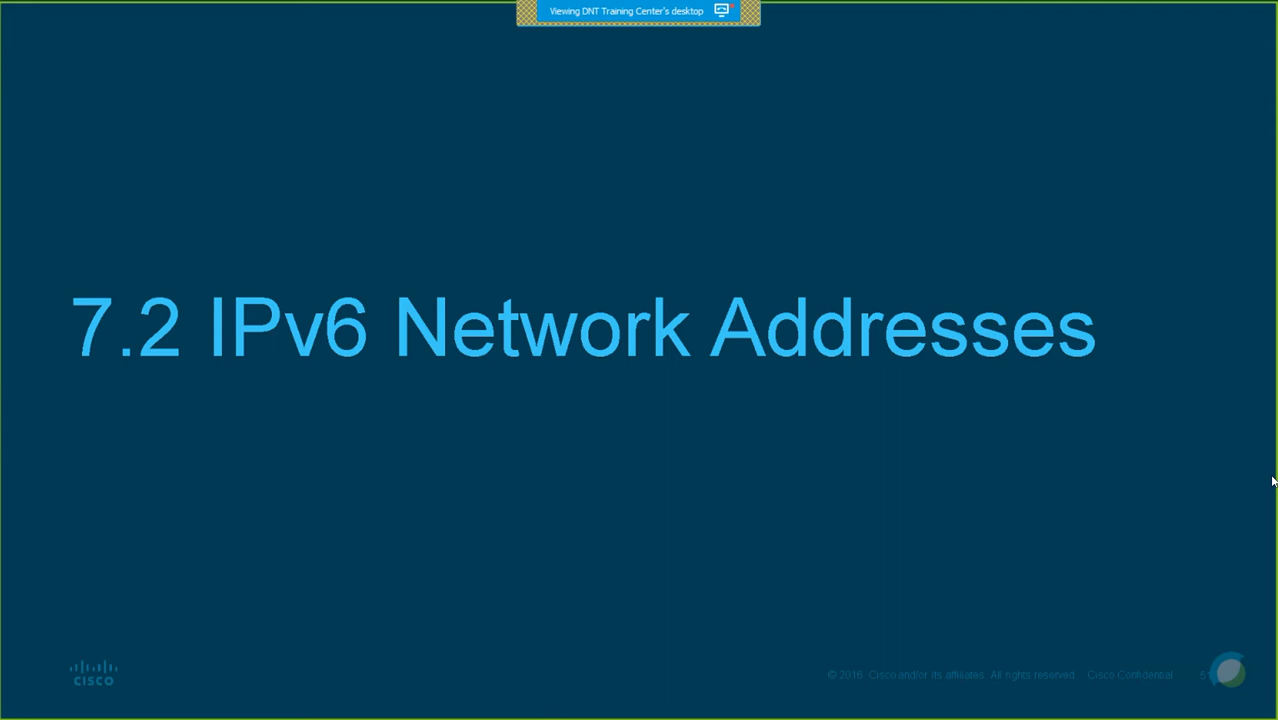 Viewing DNT Training Center's desktop
7.2 IPv6 Network Addresses
CISCO
© 2016 Cisco and/or its affiliates. All rights reserved. Cisco Confidential